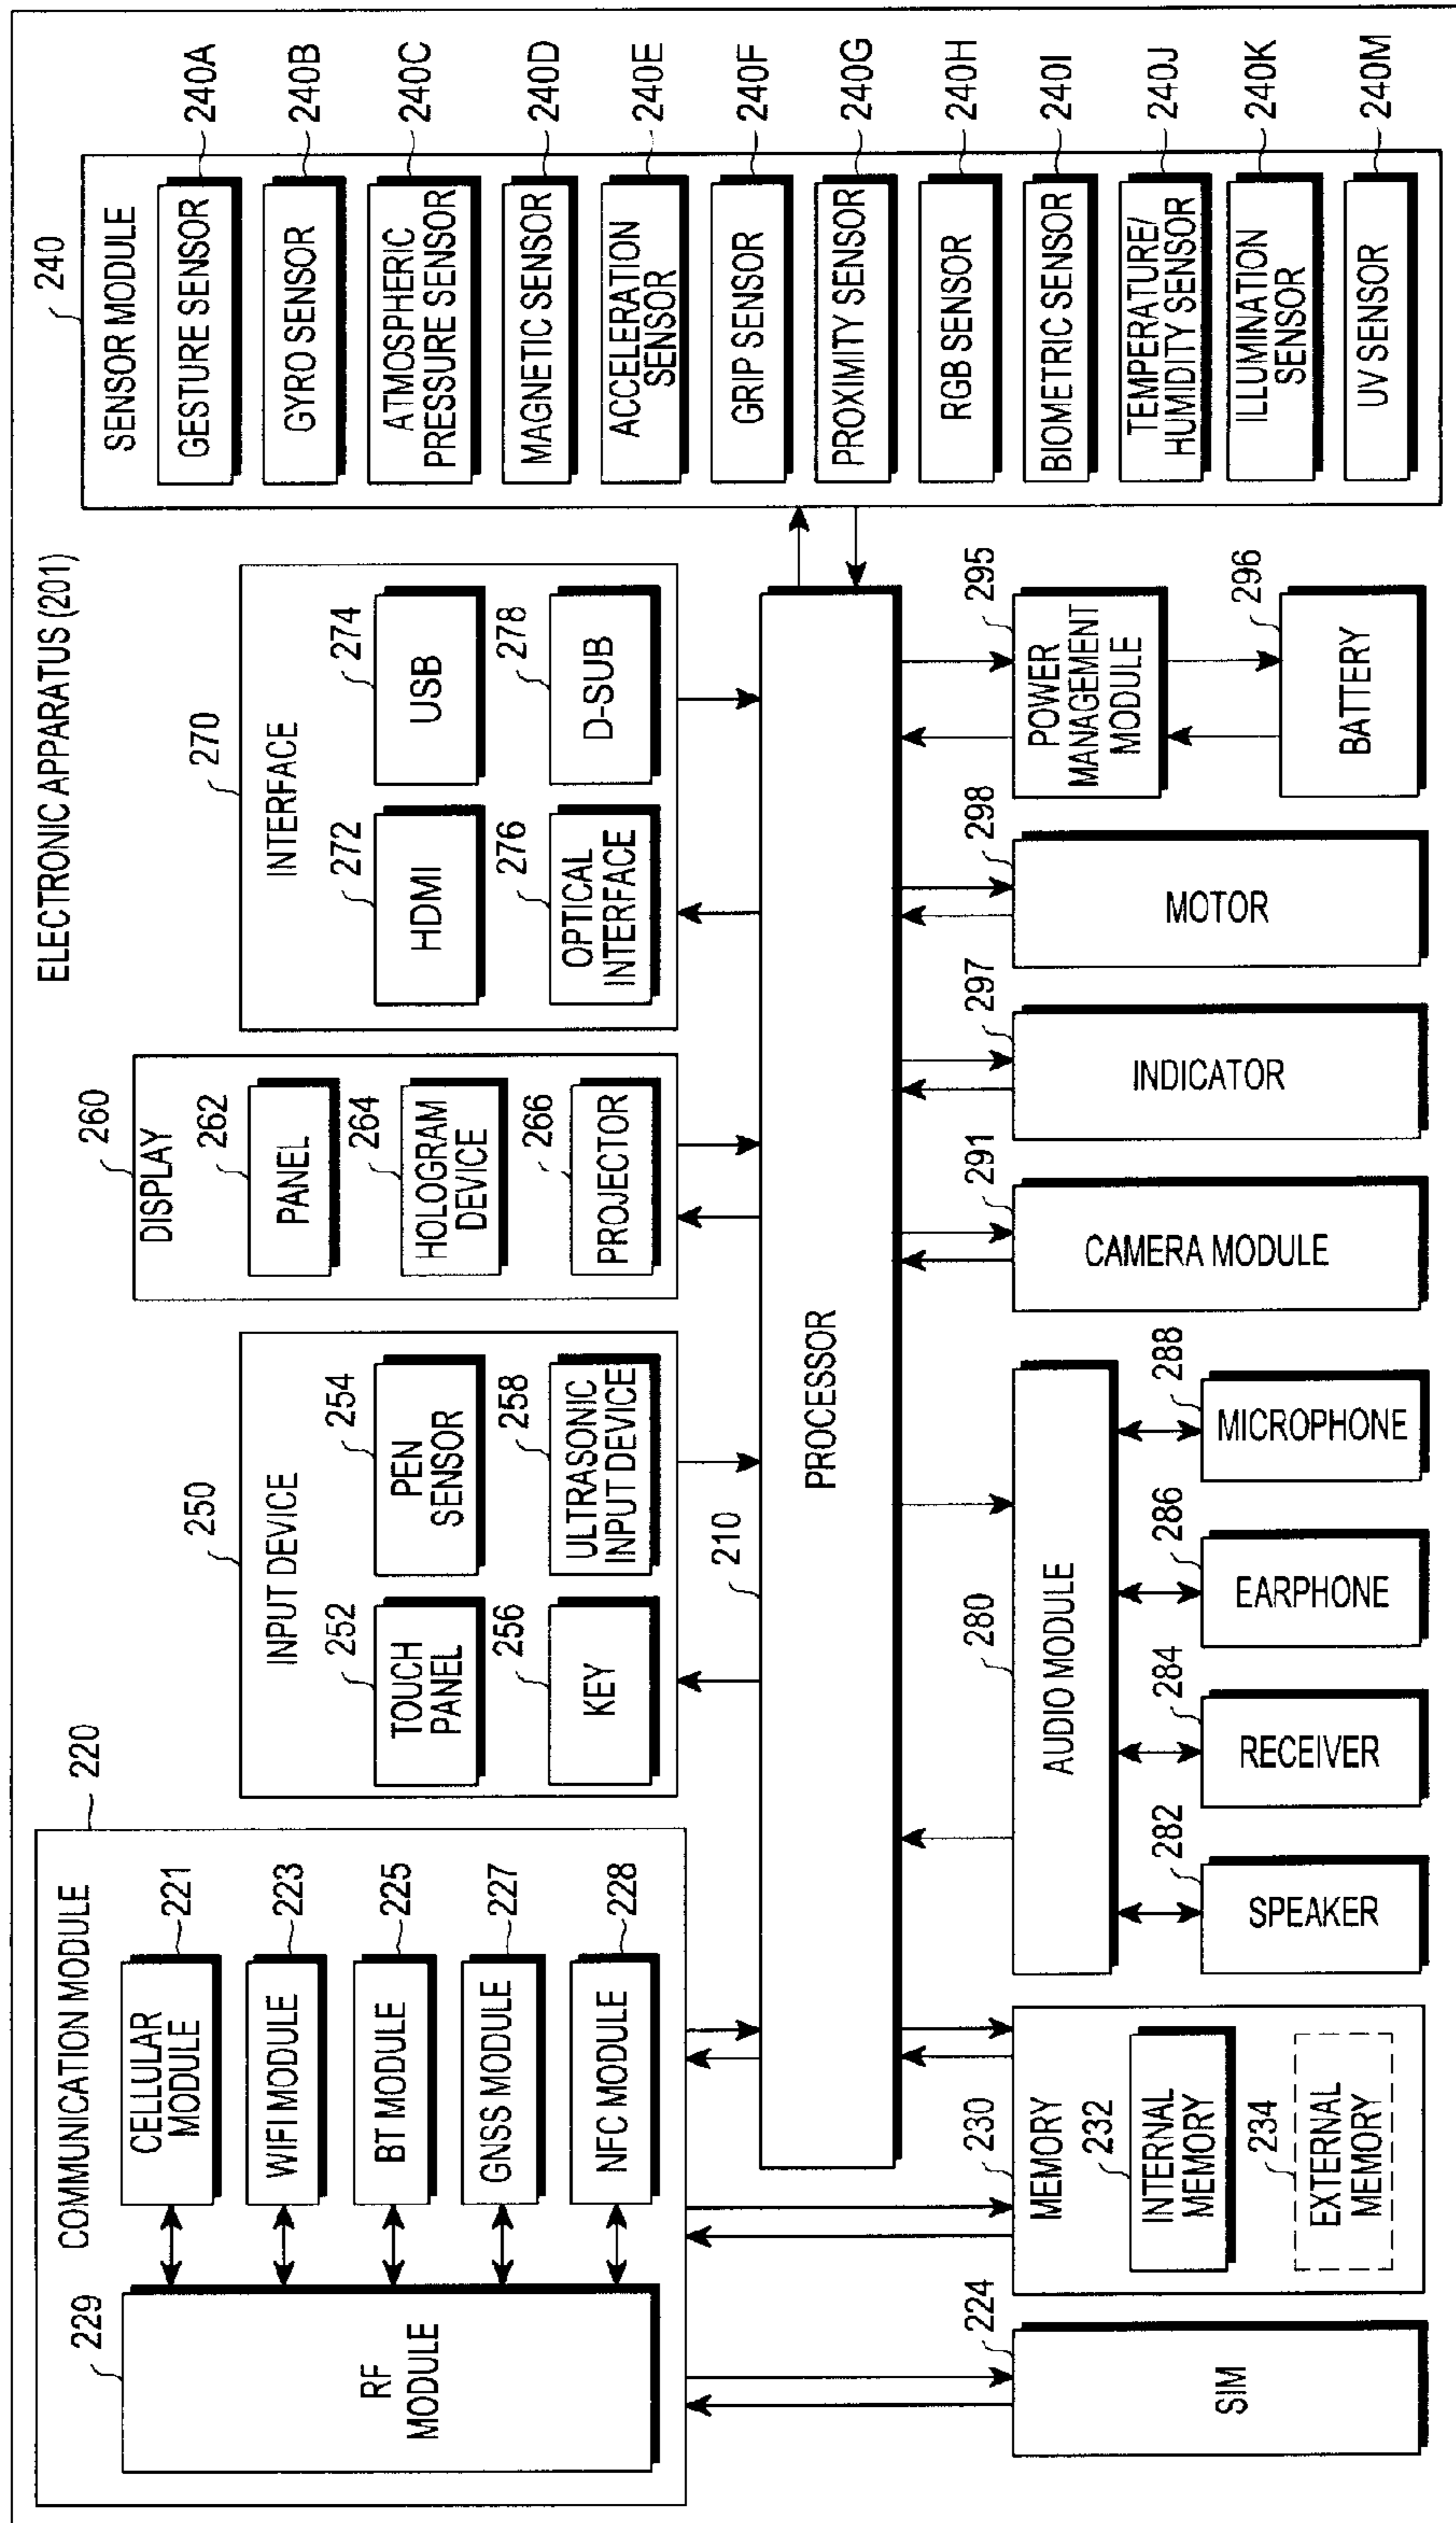 ELECTRONIC APPARATUS (201)
220
COMMUNICATION MODULE
229
RF
MODULE
CELLULAR
MODULE
221
WIFI MODULE
223
BT MODULE
225
GNSS MODULE
227
NFC MODULE
228
250
INPUT DEVICE
252
TOUCH
PANEL
254
PEN
SENSOR
256
KEY
258
ULTRASONIC
INPUT DEVICE
260
DISPLAY
262
PANEL
264
HOLOGRAM
DEVICE
266
PROJECTOR
270
INTERFACE
272
HDMI
274
USB
276
OPTICAL
INTERFACE
278
D-SUB
240
SENSOR MODULE
GESTURE SENSOR
240A
GYRO SENSOR
240B
ATMOSPHERIC
PRESSURE SENSOR
240C
MAGNETIC SENSOR
240D
ACCELERATION
SENSOR
240E
GRIP SENSOR
240F
PROXIMITY SENSOR
240G
RGB SENSOR
240H
BIOMETRIC SENSOR
240I
TEMPERATURE/
HUMIDITY SENSOR
240J
ILLUMINATION
SENSOR
240K
UV SENSOR
240M
210
PROCESSOR
224
SIM
230
MEMORY
232
INTERNAL
MEMORY
234
EXTERNAL
MEMORY
280
AUDIO MODULE
282
SPEAKER
284
RECEIVER
286
EARPHONE
288
MICROPHONE
291
CAMERA MODULE
297
INDICATOR
298
MOTOR
295
POWER
MANAGEMENT
MODULE
296
BATTERY